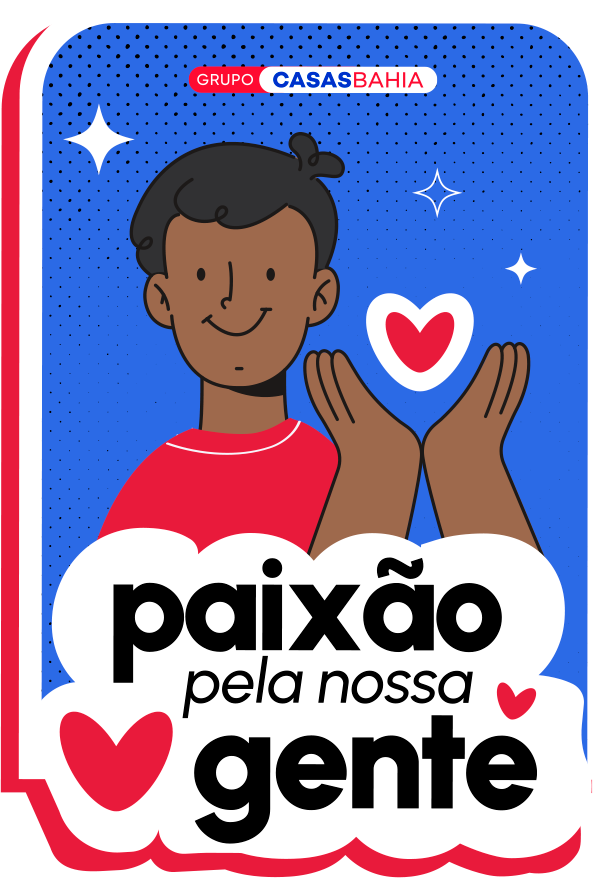 GRUPO CASASBAHIA
paixão
pela nossa
gente